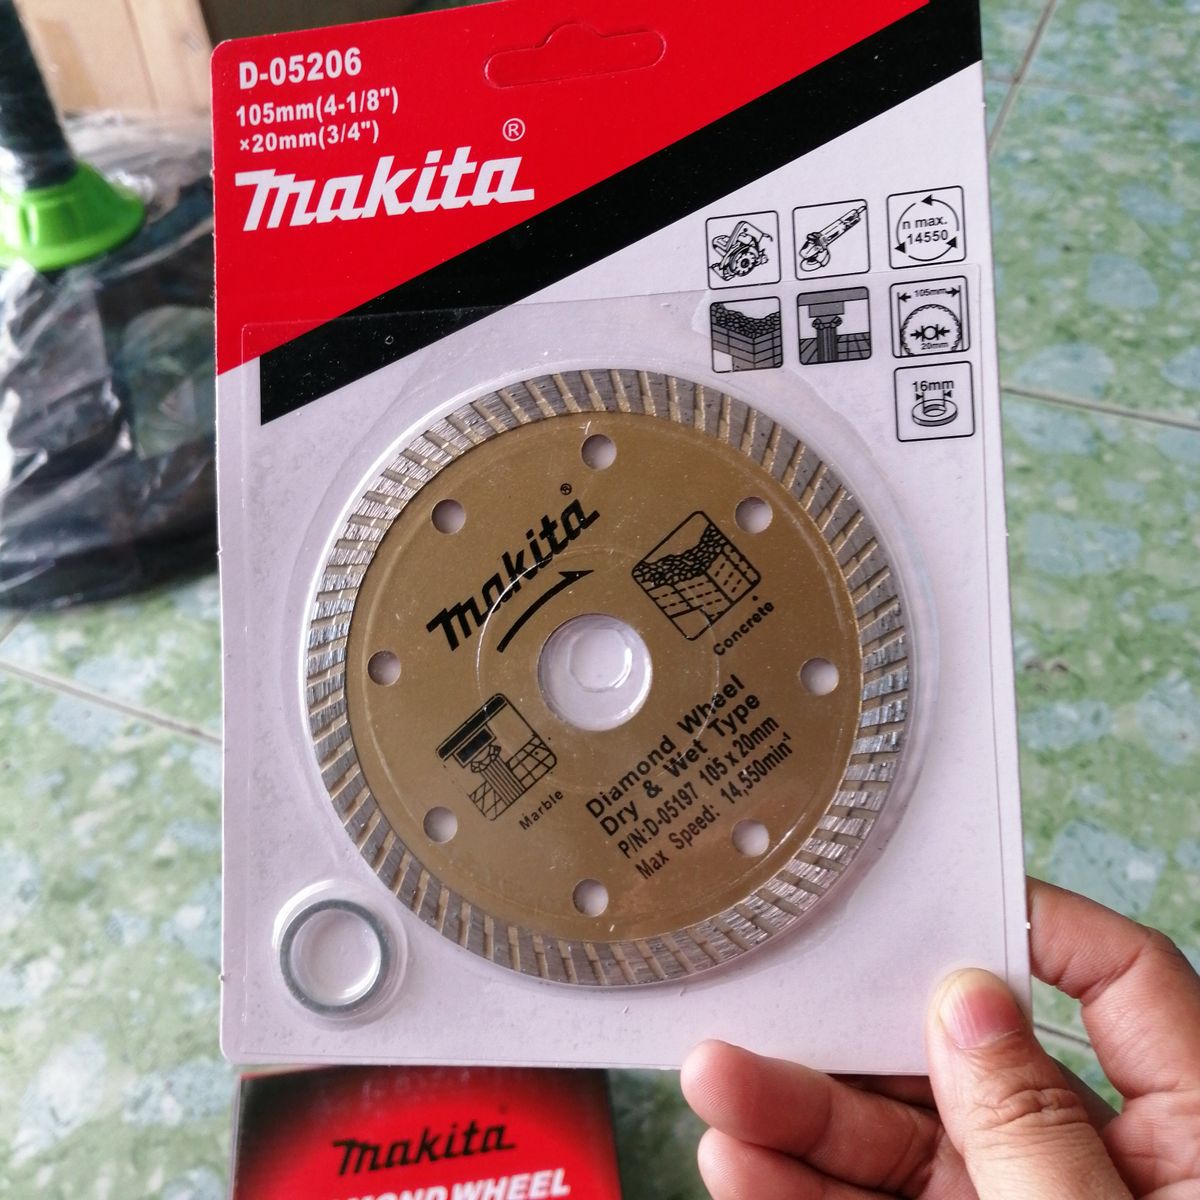 D-05206
105mm(4-1/8")
×20mm(3/4")
makita®
n max.
14550
105mm
20mm
16mm
makita®
Concrete
Marble
Diamond Wheel
Dry & Wet Type
P/N:D-05197 105 x 20mm
Max Speed: 14,550min⁻¹
makita
MOND WHEEL